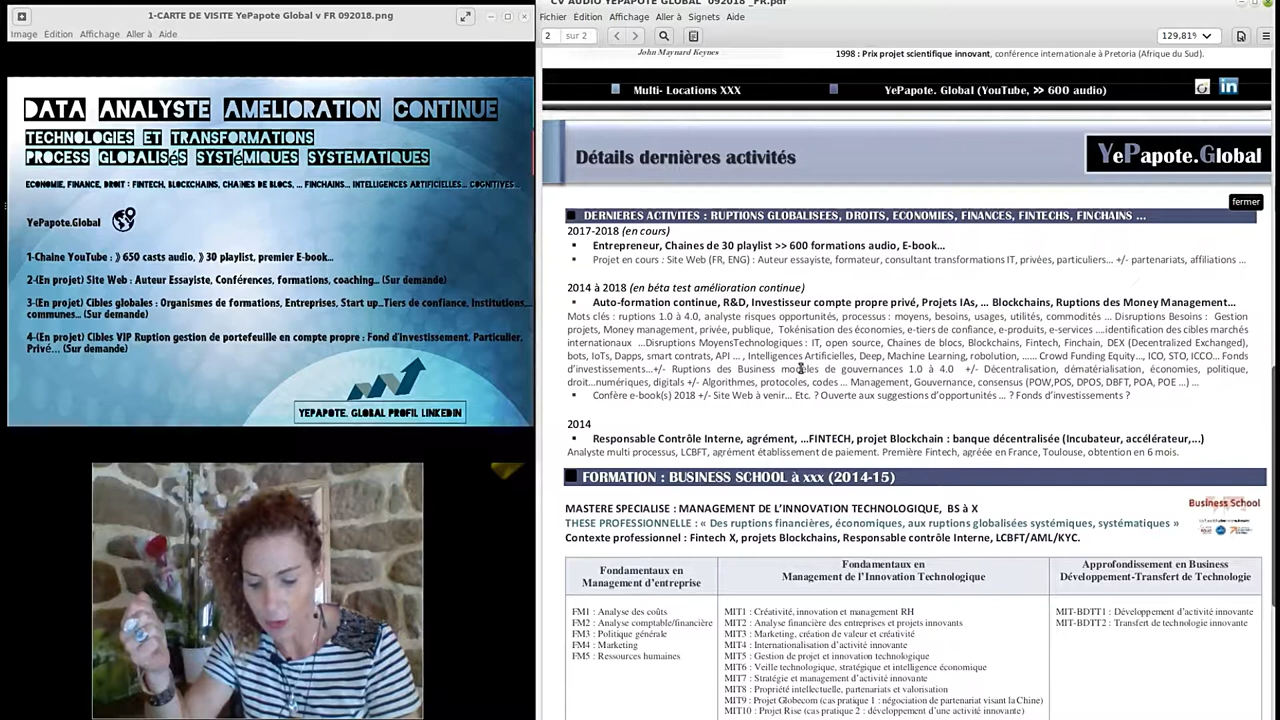 1-CARTE DE VISITE YePapote Global v FR 092018.png
Image Edition Affichage Aller à Aide
DATA ANALYSTE AMELIORATION CONTINUE
TECHNOLOGIES ET TRANSFORMATIONS
PROCESS GLOBALISéS SYSTéMIQUES SYSTEMATIQUES
ECONOMIE, FINANCE, DROIT : FINTECH, BLOCKCHAINS, CHAINES DE BLOCS, ... FINCHAINS... INTELLIGENCES ARTIFICIELLES... COGNITIVES...
YePapote.Global
1-Chaine YouTube : 》 650 casts audio, 》 30 playlist, premier E-book...
2-(En projet) Site Web : Auteur Essayiste, Conférences, formations, coaching... (Sur demande)
3-(En projet) Cibles globales : Organismes de formations, Entreprises, Start up...Tiers de confiance, Institutions,
communes... (Sur demande)
4-(En projet) Cibles VIP Ruption gestion de portefeuille en compte propre : Fond d'Investissement, Particulier,
Privé... (Sur demande)
YEPAPOTE. GLOBAL PROFIL LINKEDIN
CV AUDIO YEPAPOTE GLOBAL 092018 _FR.pdf
Fichier Edition Affichage Aller à Signets Aide
2 sur 2 129,81%
John Maynard Keynes
1998 : Prix projet scientifique innovant, conférence internationale à Pretoria (Afrique du Sud).
Multi- Locations XXX YePapote. Global (YouTube, >> 600 audio) in
Détails dernières activités YePapote.Global
fermer
DERNIERES ACTIVITES : RUPTIONS GLOBALISEES, DROITS, ECONOMIES, FINANCES, FINTECHS, FINCHAINS ...
2017-2018 (en cours)
▪ Entrepreneur, Chaines de 30 playlist >> 600 formations audio, E-book...
▪ Projet en cours : Site Web (FR, ENG) : Auteur essayiste, formateur, consultant transformations IT, privées, particuliers... +/- partenariats, affiliations ...
2014 à 2018 (en béta test amélioration continue)
▪ Auto-formation continue, R&D, Investisseur compte propre privé, Projets IAs, ... Blockchains, Ruptions des Money Management...
Mots clés : ruptions 1.0 à 4.0, analyste risques opportunités, processus : moyens, besoins, usages, utilités, commodités ... Disruptions Besoins : Gestion
projets, Money management, privée, publique, Tokénisation des économies, e-tiers de confiance, e-produits, e-services ....identification des cibles marchés
internationaux ...Disruptions MoyensTechnologiques : IT, open source, Chaines de blocs, Blockchains, Fintech, Finchain, DEX (Decentralized Exchanged),
bots, IoTs, Dapps, smart contrats, API ... , Intelligences Artificielles, Deep, Machine Learning, robolution, ...... Crowd Funding Equity..., ICO, STO, ICCO... Fonds
d'investissements...+/- Ruptions des Business modèles de gouvernances 1.0 à 4.0 +/- Décentralisation, dématérialisation, économies, politique,
droit...numériques, digitals +/- Algorithmes, protocoles, codes ... Management, Gouvernance, consensus (POW,POS, DPOS, DBFT, POA, POE ...) ...
▪ Confère e-book(s) 2018 +/- Site Web à venir... Etc. ? Ouverte aux suggestions d'opportunités ... ? Fonds d'investissements ?
2014
▪ Responsable Contrôle Interne, agrément, ...FINTECH, projet Blockchain : banque décentralisée (Incubateur, accélérateur,...)
Analyste multi processus, LCBFT, agrément établissement de paiement. Première Fintech, agréée en France, Toulouse, obtention en 6 mois.
FORMATION : BUSINESS SCHOOL à xxx (2014-15)
MASTERE SPECIALISE : MANAGEMENT DE L'INNOVATION TECHNOLOGIQUE, BS à X
Business School
THESE PROFESSIONNELLE : « Des ruptions financières, économiques, aux ruptions globalisées systémiques, systématiques »
Contexte professionnel : Fintech X, projets Blockchains, Responsable contrôle Interne, LCBFT/AML/KYC.
Fondamentaux en
Management d'entreprise
FM1 : Analyse des coûts
FM2 : Analyse comptable/financière
FM3 : Politique générale
FM4 : Marketing
FM5 : Ressources humaines
Fondamentaux en
Management de l'Innovation Technologique
MIT1 : Créativité, innovation et management RH
MIT2 : Analyse financière des entreprises et projets innovants
MIT3 : Marketing, création de valeur et créativité
MIT4 : Internationalisation d'activité innovante
MIT5 : Gestion de projet et innovation technologique
MIT6 : Veille technologique, stratégique et intelligence économique
MIT7 : Stratégie et management d'activité innovante
MIT8 : Propriété intellectuelle, partenariats et valorisation
MIT9 : Projet Globecom (cas pratique 1 : négociation de partenariat visant la Chine)
MIT10 : Projet Rise (cas pratique 2 : développement d'une activité innovante)
Approfondissement en Business
Développement-Transfert de Technologie
MIT-BDTT1 : Développement d'activité innovante
MIT-BDTT2 : Transfert de technologie innovante